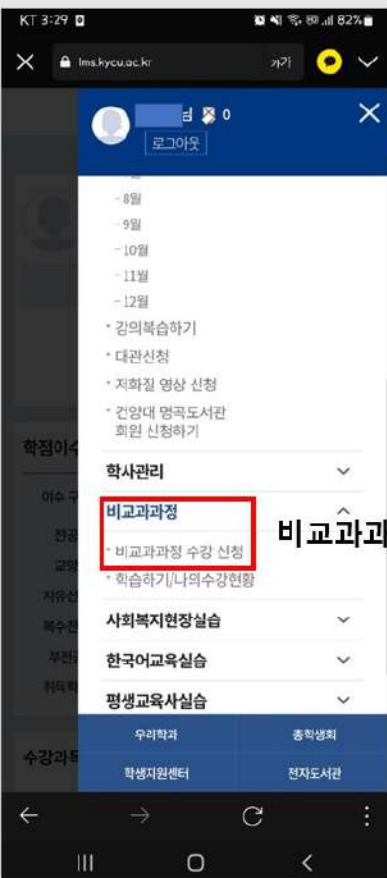 KT 3:29
82%
lms.kycu.ac.kr
가가
님 0
로그아웃
- 8월
- 9월
- 10월
- 11월
- 12월
강의복습하기
대관신청
저화질 영상 신청
건양대 명곡도서관
회원 신청하기
학점이수
학사관리
이수 구
비교과과정
전공
비교과과
비교과과정 수강 신청
교양
학습하기/나의수강현황
자유선
복수전
사회복지현장실습
부전공
한국어교육실습
취득학
평생교육사실습
우리학과
총학생회
수강과목
학생지원센터
전자도서관